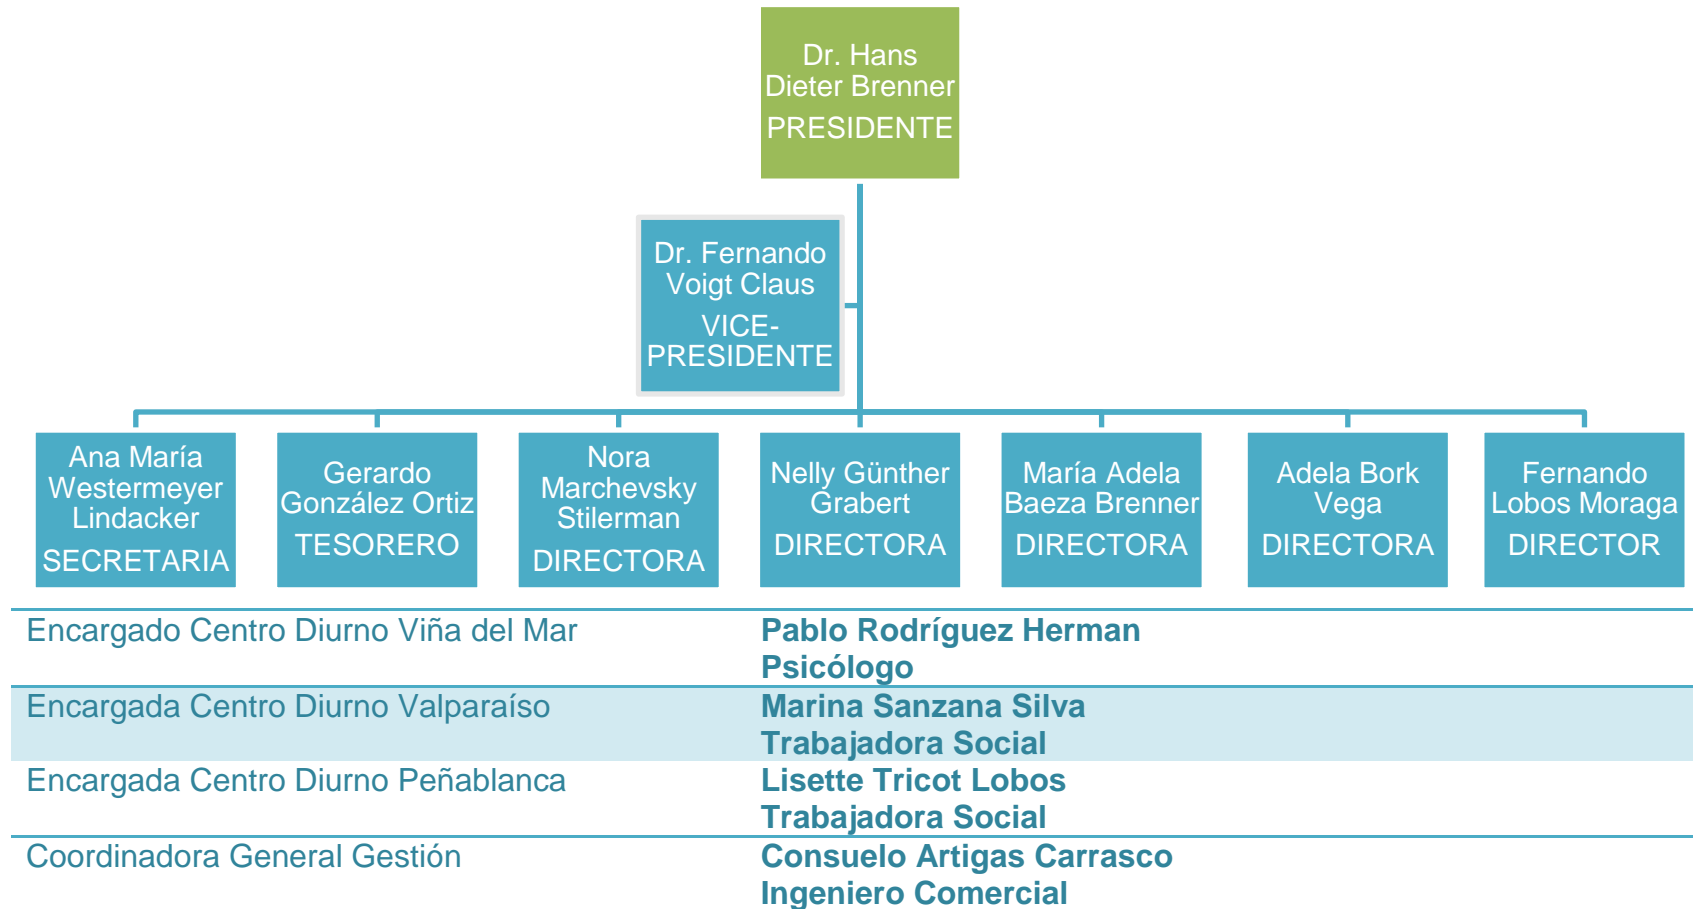 Dr. Hans
Dieter Brenner
PRESIDENTE
Dr. Fernando
Voigt Claus
VICE-
PRESIDENTE
Ana María
Westermeyer
Lindacker
SECRETARIA
Gerardo
González Ortiz
TESORERO
Nora
Marchevsky
Stilerman
DIRECTORA
Nelly Günther
Grabert
DIRECTORA
María Adela
Baeza Brenner
DIRECTORA
Adela Bork
Vega
DIRECTORA
Fernando
Lobos Moraga
DIRECTOR
Encargado Centro Diurno Viña del Mar
Pablo Rodríguez Herman
Psicólogo
Encargada Centro Diurno Valparaíso
Marina Sanzana Silva
Trabajadora Social
Encargada Centro Diurno Peñablanca
Lisette Tricot Lobos
Trabajadora Social
Coordinadora General Gestión
Consuelo Artigas Carrasco
Ingeniero Comercial